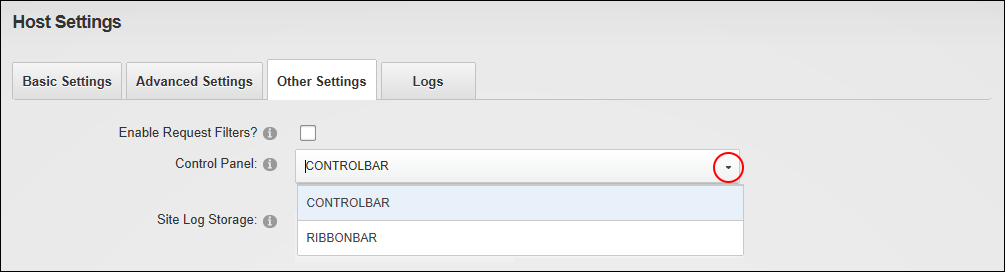 Host Settings
Basic Settings Advanced Settings Other Settings Logs
Enable Request Filters?
Control Panel: CONTROLBAR
CONTROLBAR
Site Log Storage:
RIBBONBAR